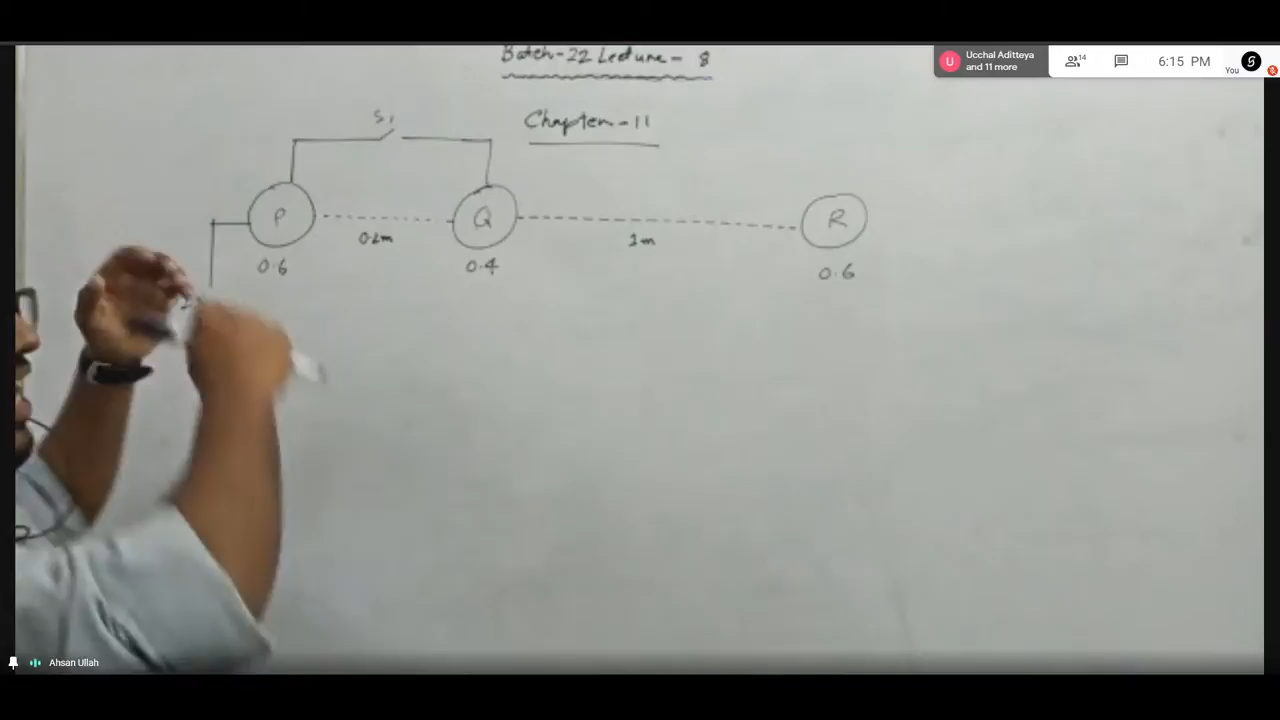 Batch-22 Lecture- 8
Ucchal Aditteya
and 11 more
14
6:15 PM
You
S1
Chapter-11
P
Q
R
0.2m
1m
0.6
0.4
0.6
Ahsan Ullah